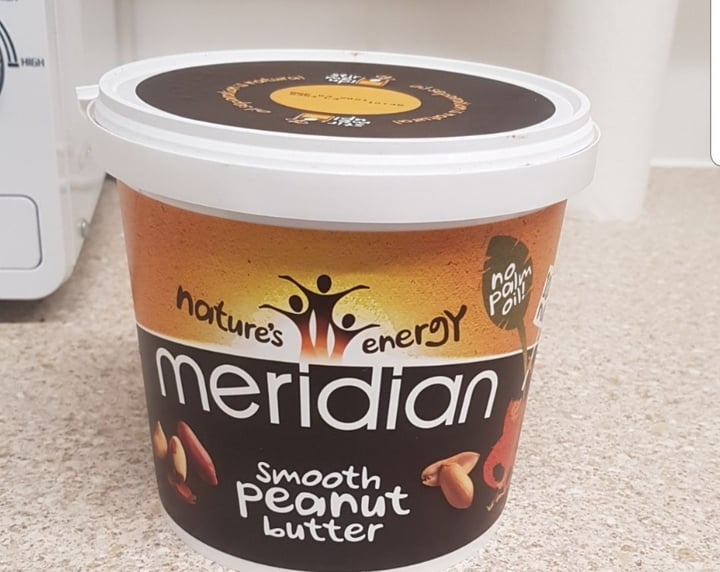 HIGH
no
palm
oil!
nature's energy
meridian
smooth
peanut
butter